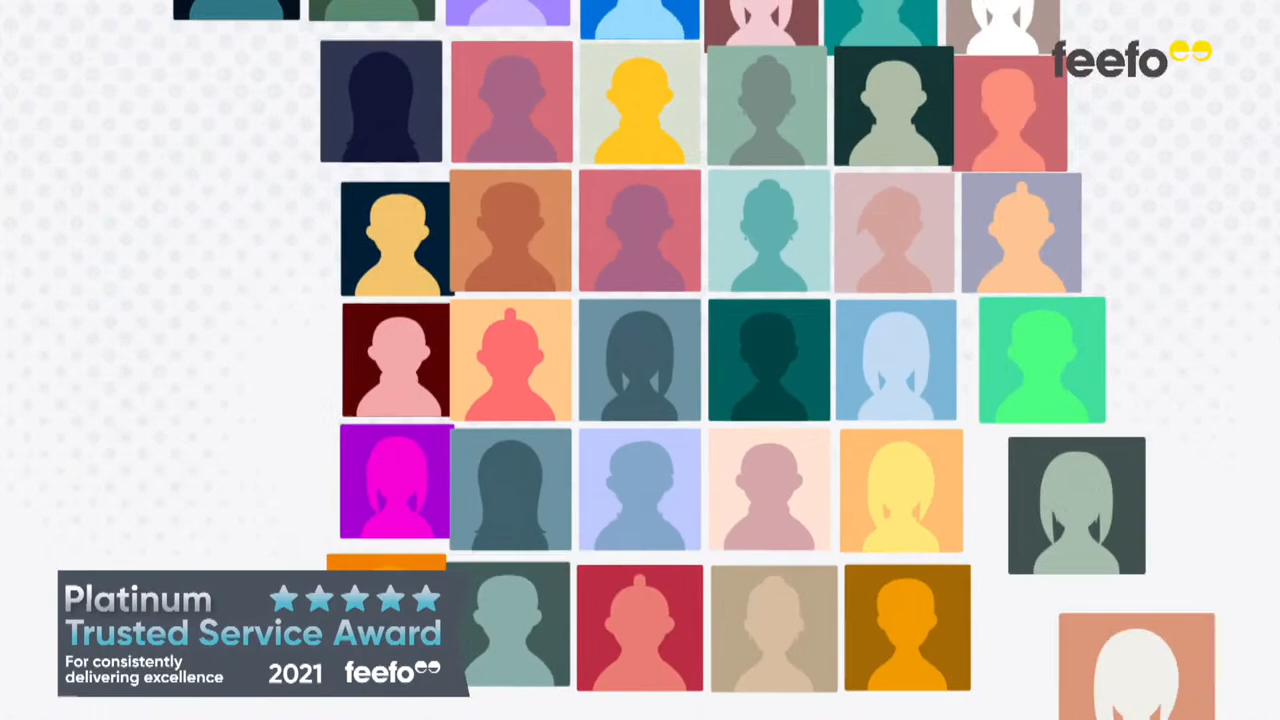 feefo
Platinum
Trusted Service Award
For consistently
delivering excellence
2021 feefo